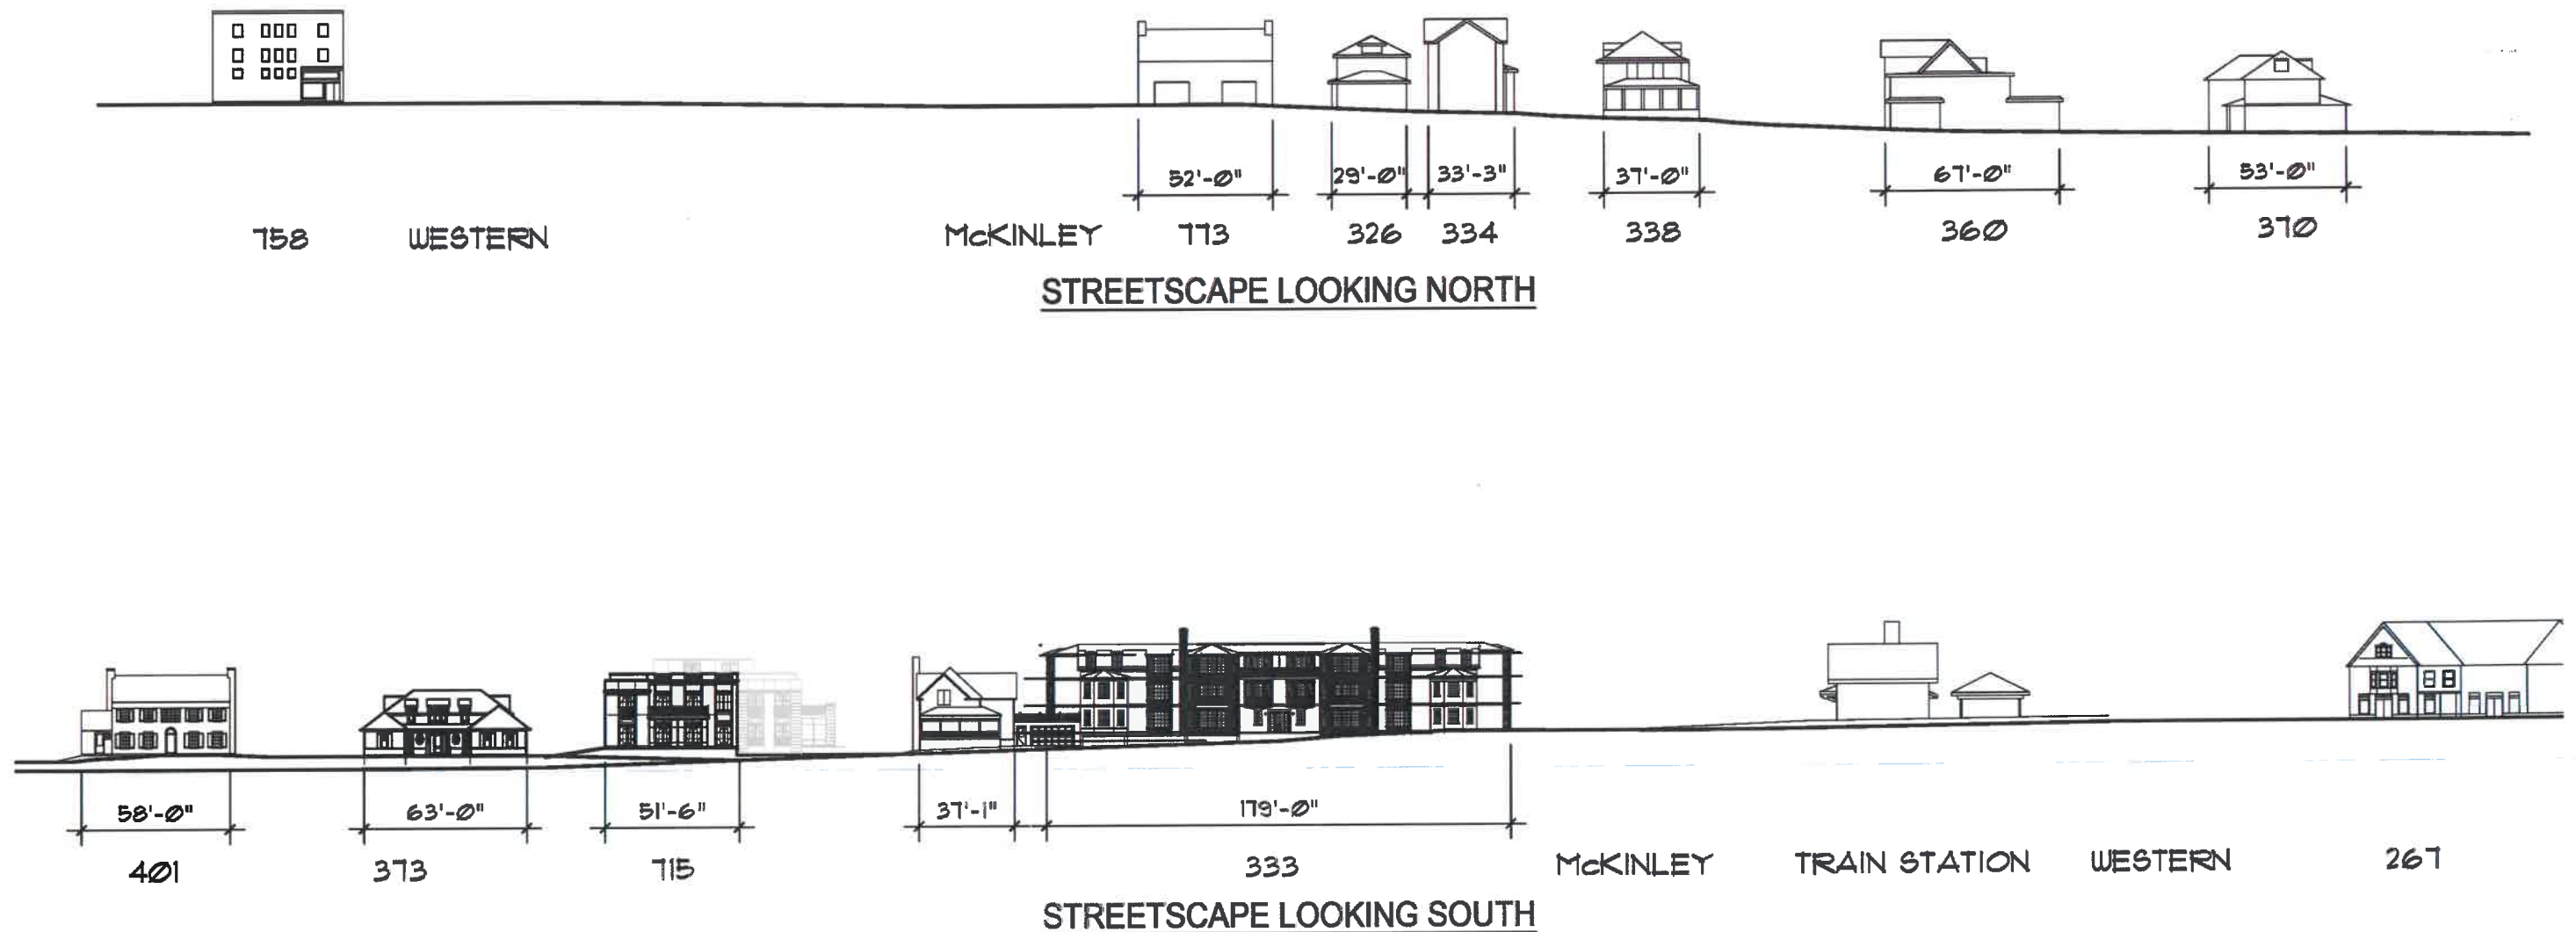 52'-0" 29'-0" 33'-3" 37'-0" 67'-0" 53'-0"
758 WESTERN McKINLEY 773 326 334 338 360 370
STREETSCAPE LOOKING NORTH
58'-0" 63'-0" 51'-6" 37'-1" 179'-0"
401 373 715 333 McKINLEY TRAIN STATION WESTERN 267
STREETSCAPE LOOKING SOUTH